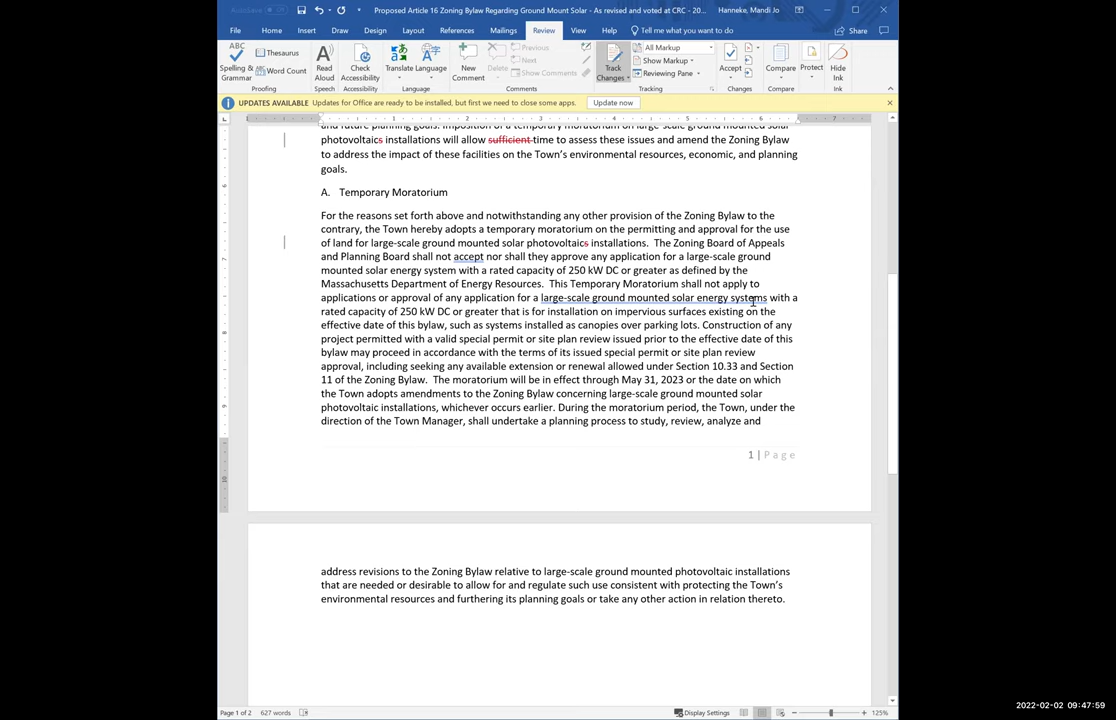 AutoSave Off Proposed Article 16 Zoning Bylaw Regarding Ground Mount Solar - As revised and voted at CRC - 20... Hanneke, Mandi Jo
File Home Insert Draw Design Layout References Mailings Review View Help Tell me what you want to do Share
ABC Spelling & Grammar Thesaurus Word Count Proofing
Read Aloud Speech
Check Accessibility Accessibility
Translate Language Language
New Comment Delete Previous Next Show Comments Comments
Track Changes All Markup Show Markup Reviewing Pane Tracking
Accept Changes
Compare Compare
Protect
Hide Ink Ink
UPDATES AVAILABLE Updates for Office are ready to be installed, but first we need to close some apps. Update now
and future planning goals. Imposition of a temporary moratorium on large-scale ground mounted solar
photovoltaics installations will allow sufficient time to assess these issues and amend the Zoning Bylaw
to address the impact of these facilities on the Town's environmental resources, economic, and planning
goals.
A. Temporary Moratorium
For the reasons set forth above and notwithstanding any other provision of the Zoning Bylaw to the
contrary, the Town hereby adopts a temporary moratorium on the permitting and approval for the use
of land for large-scale ground mounted solar photovoltaics installations. The Zoning Board of Appeals
and Planning Board shall not accept nor shall they approve any application for a large-scale ground
mounted solar energy system with a rated capacity of 250 kW DC or greater as defined by the
Massachusetts Department of Energy Resources. This Temporary Moratorium shall not apply to
applications or approval of any application for a large-scale ground mounted solar energy systems with a
rated capacity of 250 kW DC or greater that is for installation on impervious surfaces existing on the
effective date of this bylaw, such as systems installed as canopies over parking lots. Construction of any
project permitted with a valid special permit or site plan review issued prior to the effective date of this
bylaw may proceed in accordance with the terms of its issued special permit or site plan review
approval, including seeking any available extension or renewal allowed under Section 10.33 and Section
11 of the Zoning Bylaw. The moratorium will be in effect through May 31, 2023 or the date on which
the Town adopts amendments to the Zoning Bylaw concerning large-scale ground mounted solar
photovoltaic installations, whichever occurs earlier. During the moratorium period, the Town, under the
direction of the Town Manager, shall undertake a planning process to study, review, analyze and
1 | Page
address revisions to the Zoning Bylaw relative to large-scale ground mounted photovoltaic installations
that are needed or desirable to allow for and regulate such use consistent with protecting the Town's
environmental resources and furthering its planning goals or take any other action in relation thereto.
Page 1 of 2 627 words Display Settings 125%
2022-02-02 09:47:59